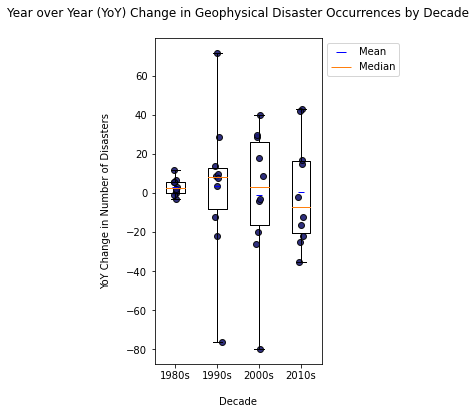 Year over Year (YoY) Change in Geophysical Disaster Occurrences by Decade
Mean
Median
60
40
20
0
−20
−40
−60
−80
YoY Change in Number of Disasters
1980s 1990s 2000s 2010s
Decade